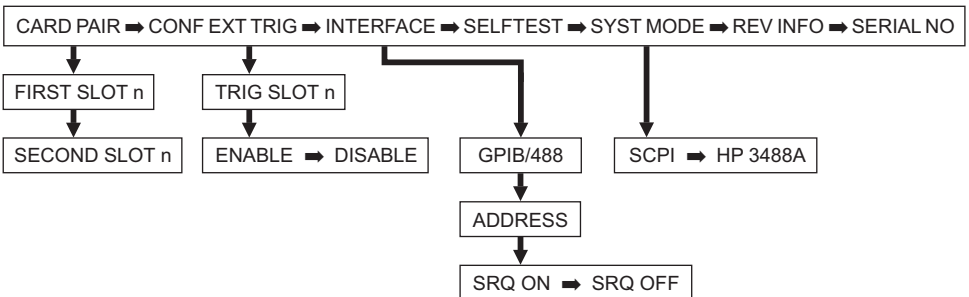 CARD PAIR ➡ CONF EXT TRIG ➡ INTERFACE ➡ SELFTEST ➡ SYST MODE ➡ REV INFO ➡ SERIAL NO
FIRST SLOT n
TRIG SLOT n
SECOND SLOT n
ENABLE ➡ DISABLE
GPIB/488
SCPI ➡ HP 3488A
ADDRESS
SRQ ON ➡ SRQ OFF